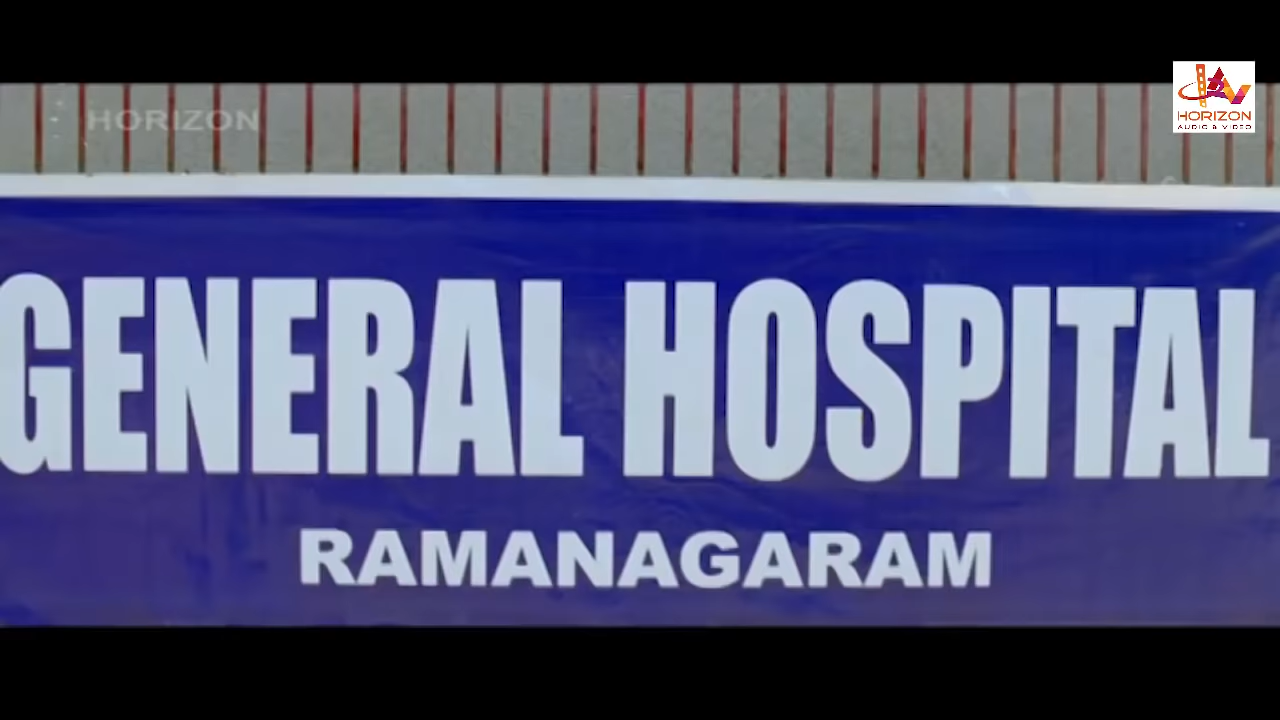 HORIZON
HORIZON
AUDIO & VIDEO
GENERAL HOSPITAL
RAMANAGARAM